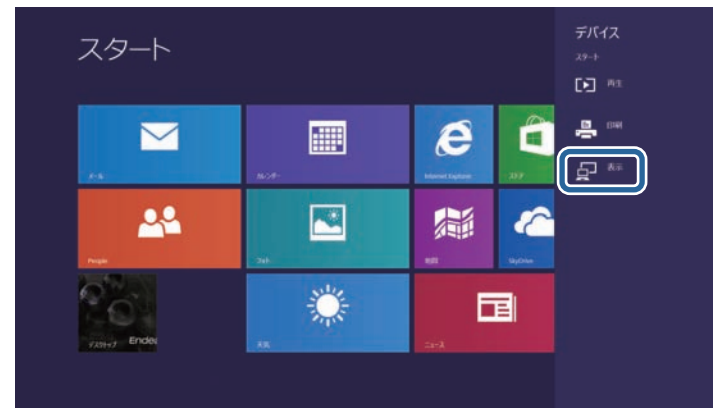 スタート
デバイス
スタート
再生
印刷
表示
メール
カレンダー
Internet Explorer
ストア
People
フォト
地図
SkyDrive
デスクトップ
Endea
天気
ニュース